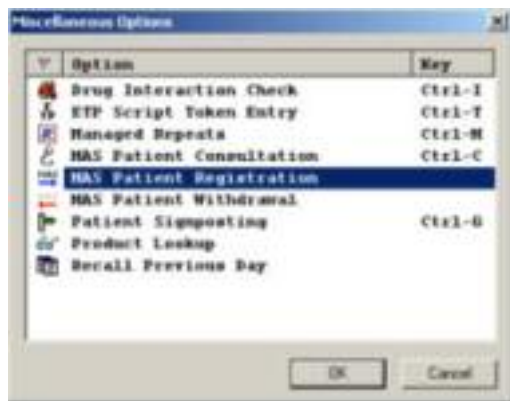 Miscellaneous Options
Option Key
Drug Interaction Check Ctrl-I
ETP Script Token Entry Ctrl-T
Managed Repeats Ctrl-M
MAS Patient Consultation Ctrl-C
MAS Patient Registration
MAS Patient Withdrawal
Patient Signposting Ctrl-G
Product Lookup
Recall Previous Day
OK Cancel